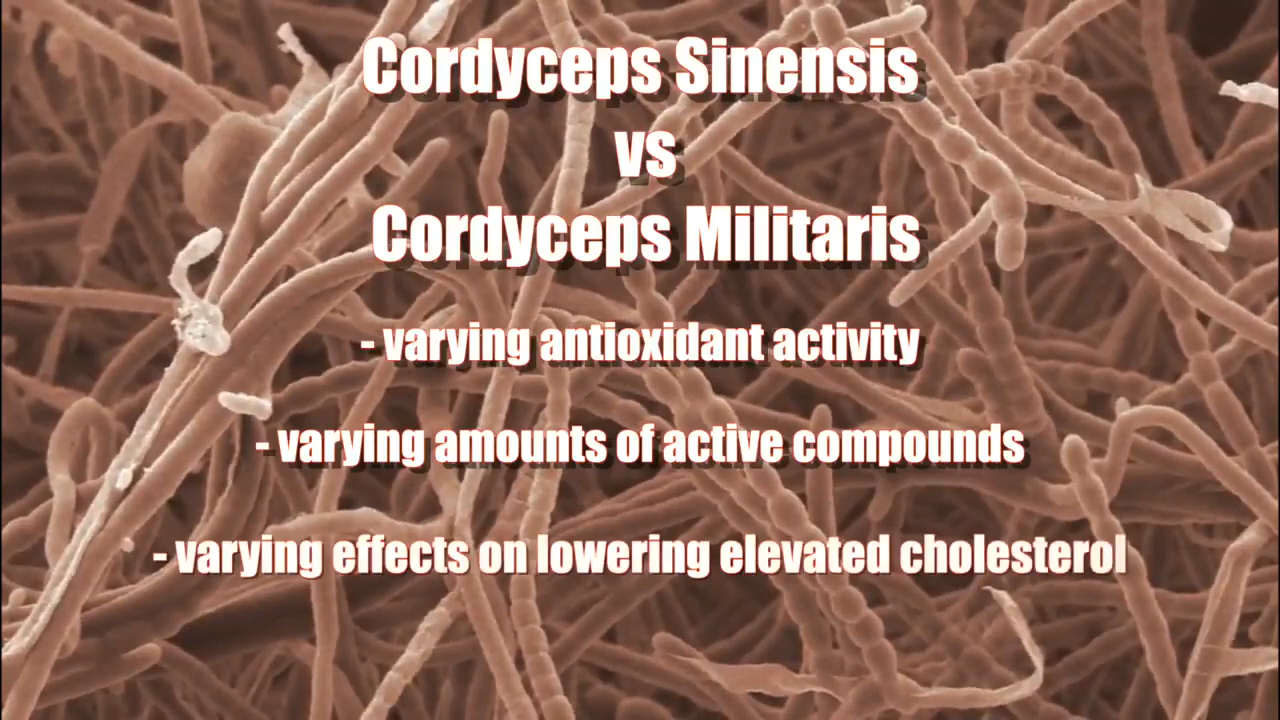 Cordyceps Sinensis
vs
Cordyceps Militaris
- varying antioxidant activity
- varying amounts of active compounds
- varying effects on lowering elevated cholesterol